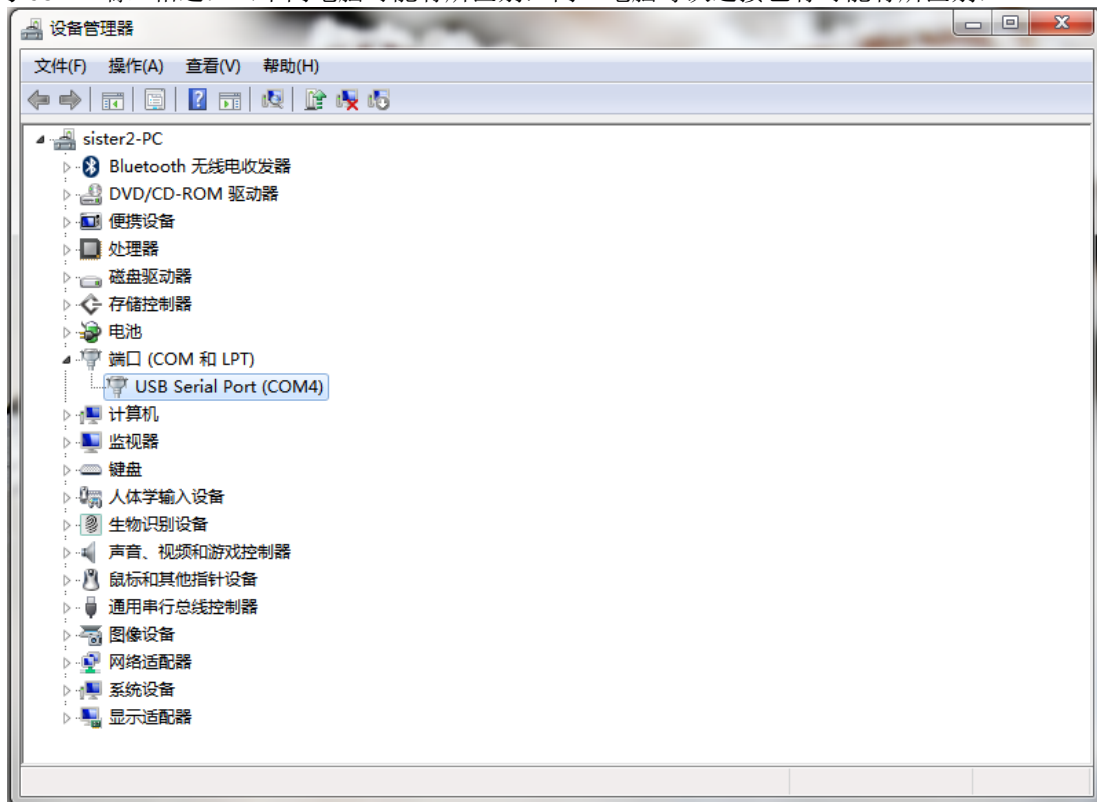 设备管理器
文件(F) 操作(A) 查看(V) 帮助(H)
sister2-PC
Bluetooth 无线电收发器
DVD/CD-ROM 驱动器
便携设备
处理器
磁盘驱动器
存储控制器
电池
端口 (COM 和 LPT)
USB Serial Port (COM4)
计算机
监视器
键盘
人体学输入设备
生物识别设备
声音、视频和游戏控制器
鼠标和其他指针设备
通用串行总线控制器
图像设备
网络适配器
系统设备
显示适配器